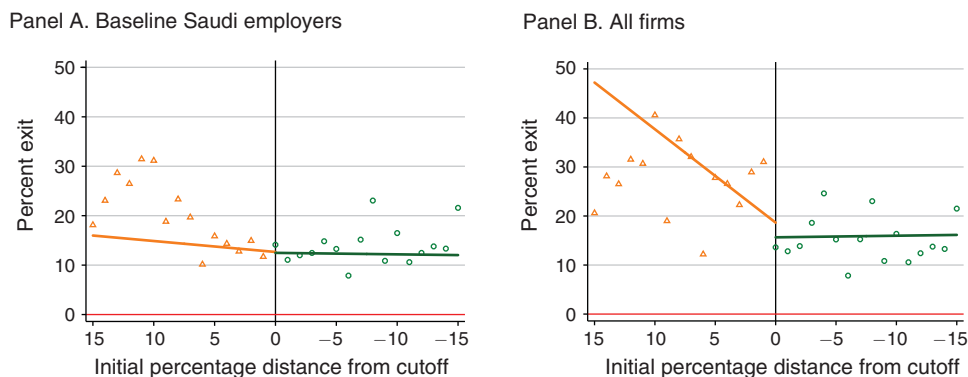 Panel A. Baseline Saudi employers
50
40
30
20
10
0
Percent exit
15 10 5 0 −5 −10 −15
Initial percentage distance from cutoff
Panel B. All firms
50
40
30
20
10
0
Percent exit
15 10 5 0 −5 −10 −15
Initial percentage distance from cutoff